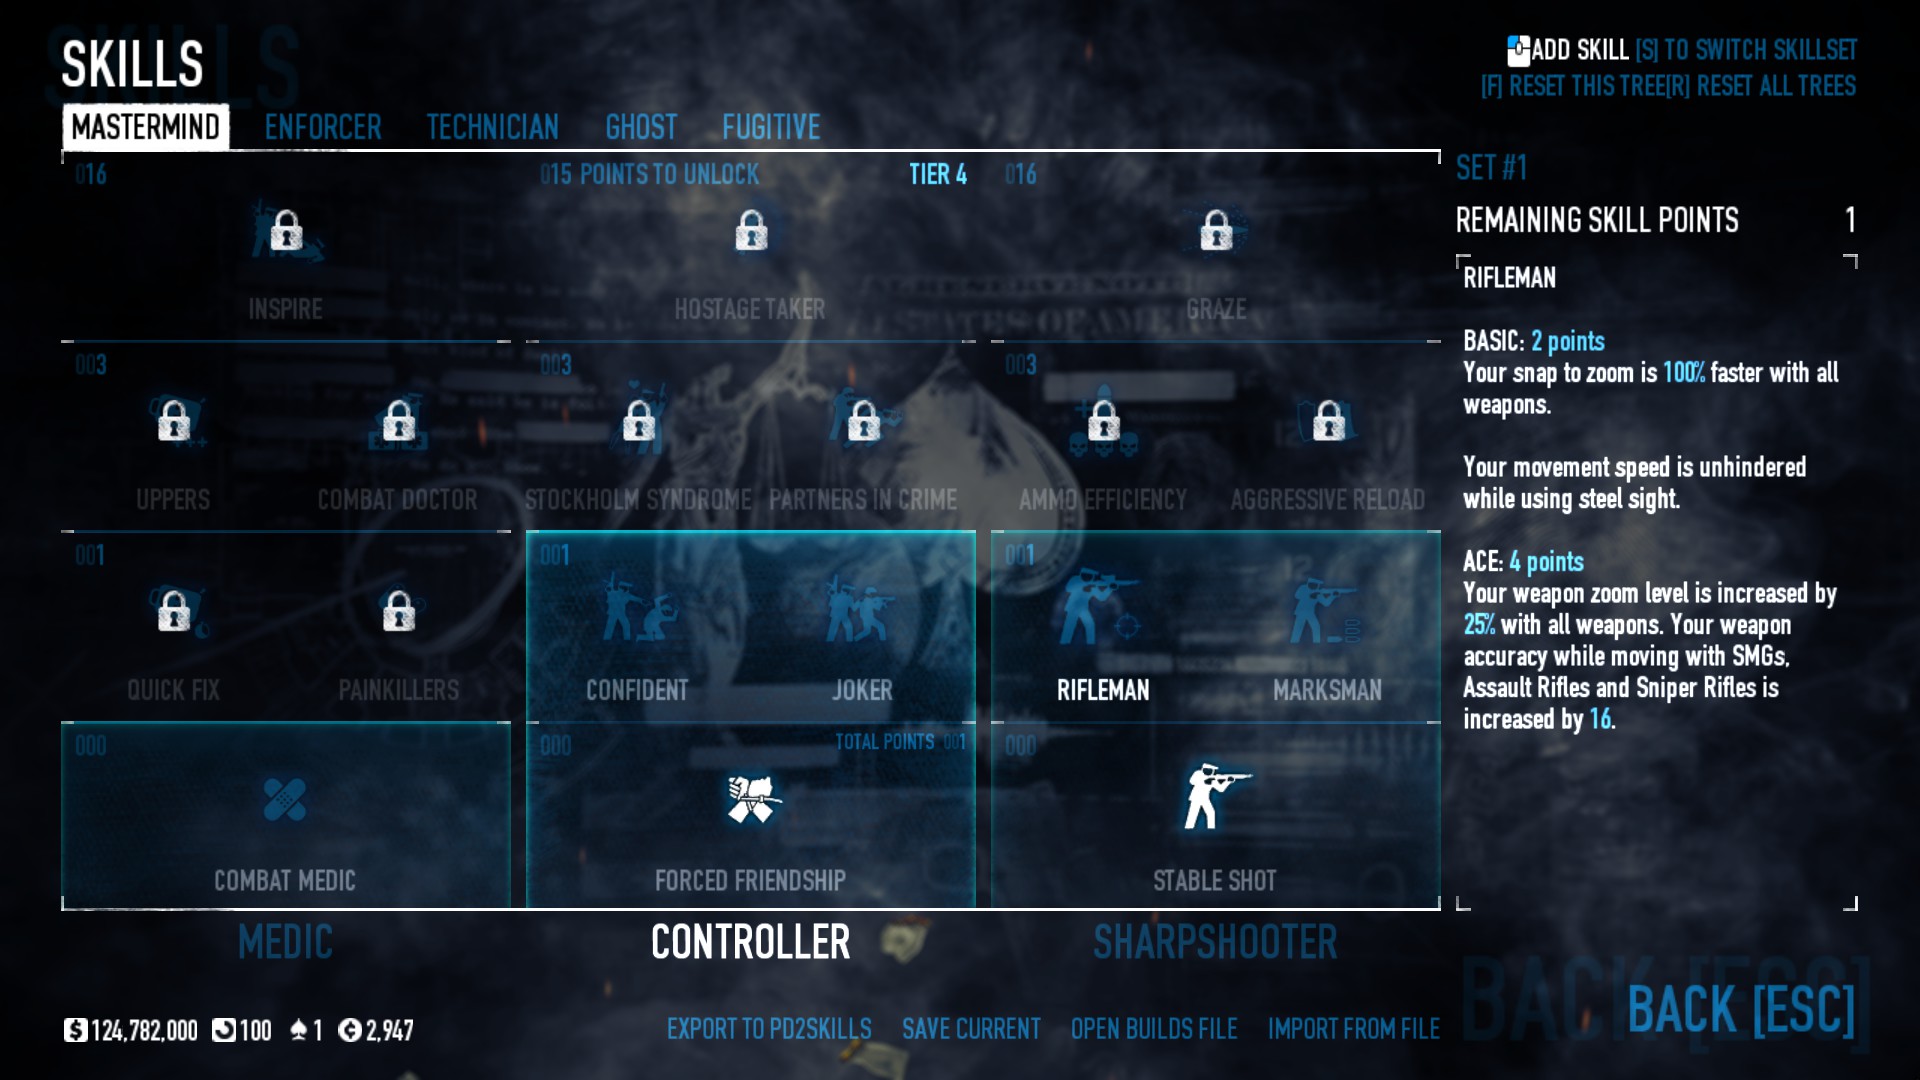 SKILLS
ADD SKILL [S] TO SWITCH SKILLSET
[F] RESET THIS TREE[R] RESET ALL TREES
MASTERMIND ENFORCER TECHNICIAN GHOST FUGITIVE
016 015 POINTS TO UNLOCK TIER 4 016
INSPIRE HOSTAGE TAKER GRAZE
003 003 003
UPPERS COMBAT DOCTOR STOCKHOLM SYNDROME PARTNERS IN CRIME AMMO EFFICIENCY AGGRESSIVE RELOAD
001 001 001
QUICK FIX PAINKILLERS CONFIDENT JOKER RIFLEMAN MARKSMAN
000 000 TOTAL POINTS 001 000
COMBAT MEDIC FORCED FRIENDSHIP STABLE SHOT
MEDIC CONTROLLER SHARPSHOOTER
SET #1
REMAINING SKILL POINTS 1
RIFLEMAN
BASIC: 2 points
Your snap to zoom is 100% faster with all
weapons.
Your movement speed is unhindered
while using steel sight.
ACE: 4 points
Your weapon zoom level is increased by
25% with all weapons. Your weapon
accuracy while moving with SMGs,
Assault Rifles and Sniper Rifles is
increased by 16.
124,782,000 100 1 2,947
EXPORT TO PD2SKILLS SAVE CURRENT OPEN BUILDS FILE IMPORT FROM FILE
BACK [ESC]